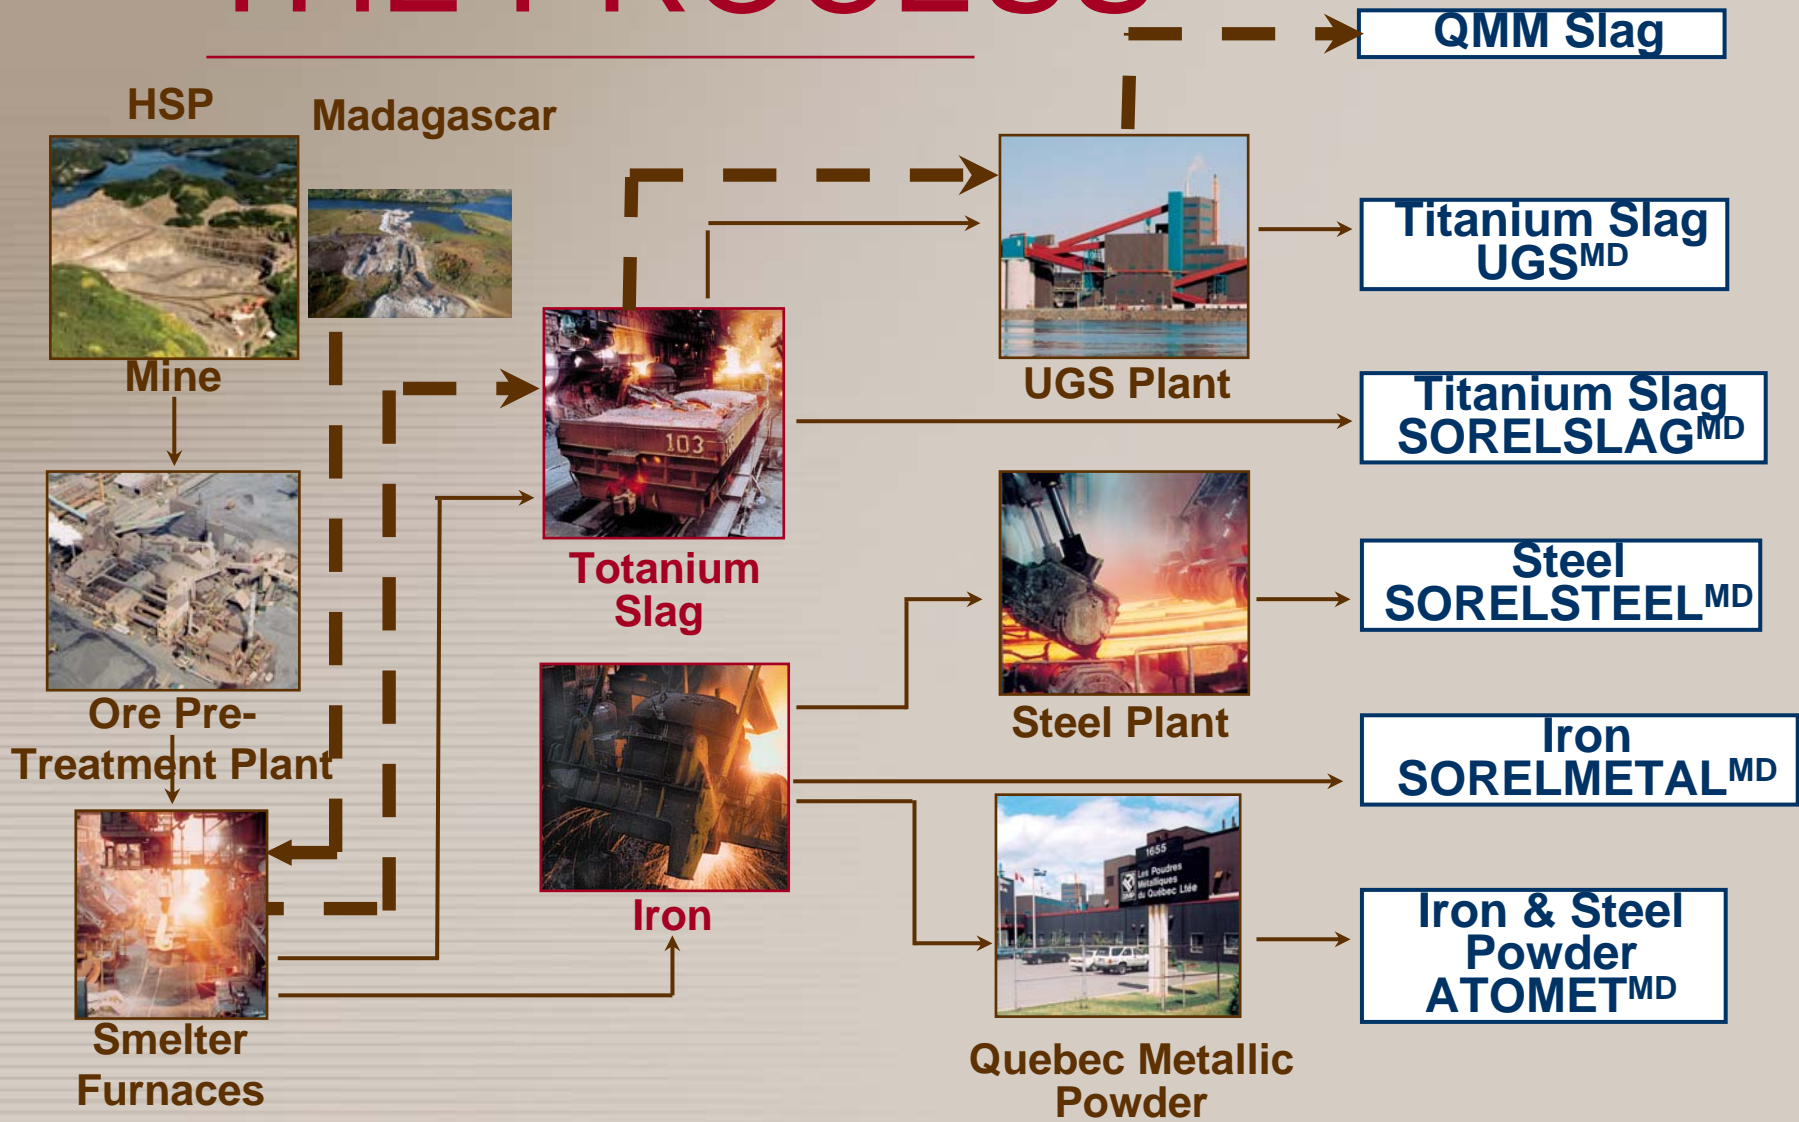 THE PROCESS
QMM Slag
HSP
Madagascar
Mine
Titanium Slag
UGSMD
UGS Plant
103
Titanium Slag
SORELSLAGMD
Totanium
Slag
Steel
SORELSTEELMD
Ore Pre-
Treatment Plant
Steel Plant
Iron
SORELMETALMD
1655
Les Poudres
Métalliques
du Québec Ltée
Iron
Iron & Steel
Powder
ATOMETMD
Smelter
Furnaces
Quebec Metallic
Powder